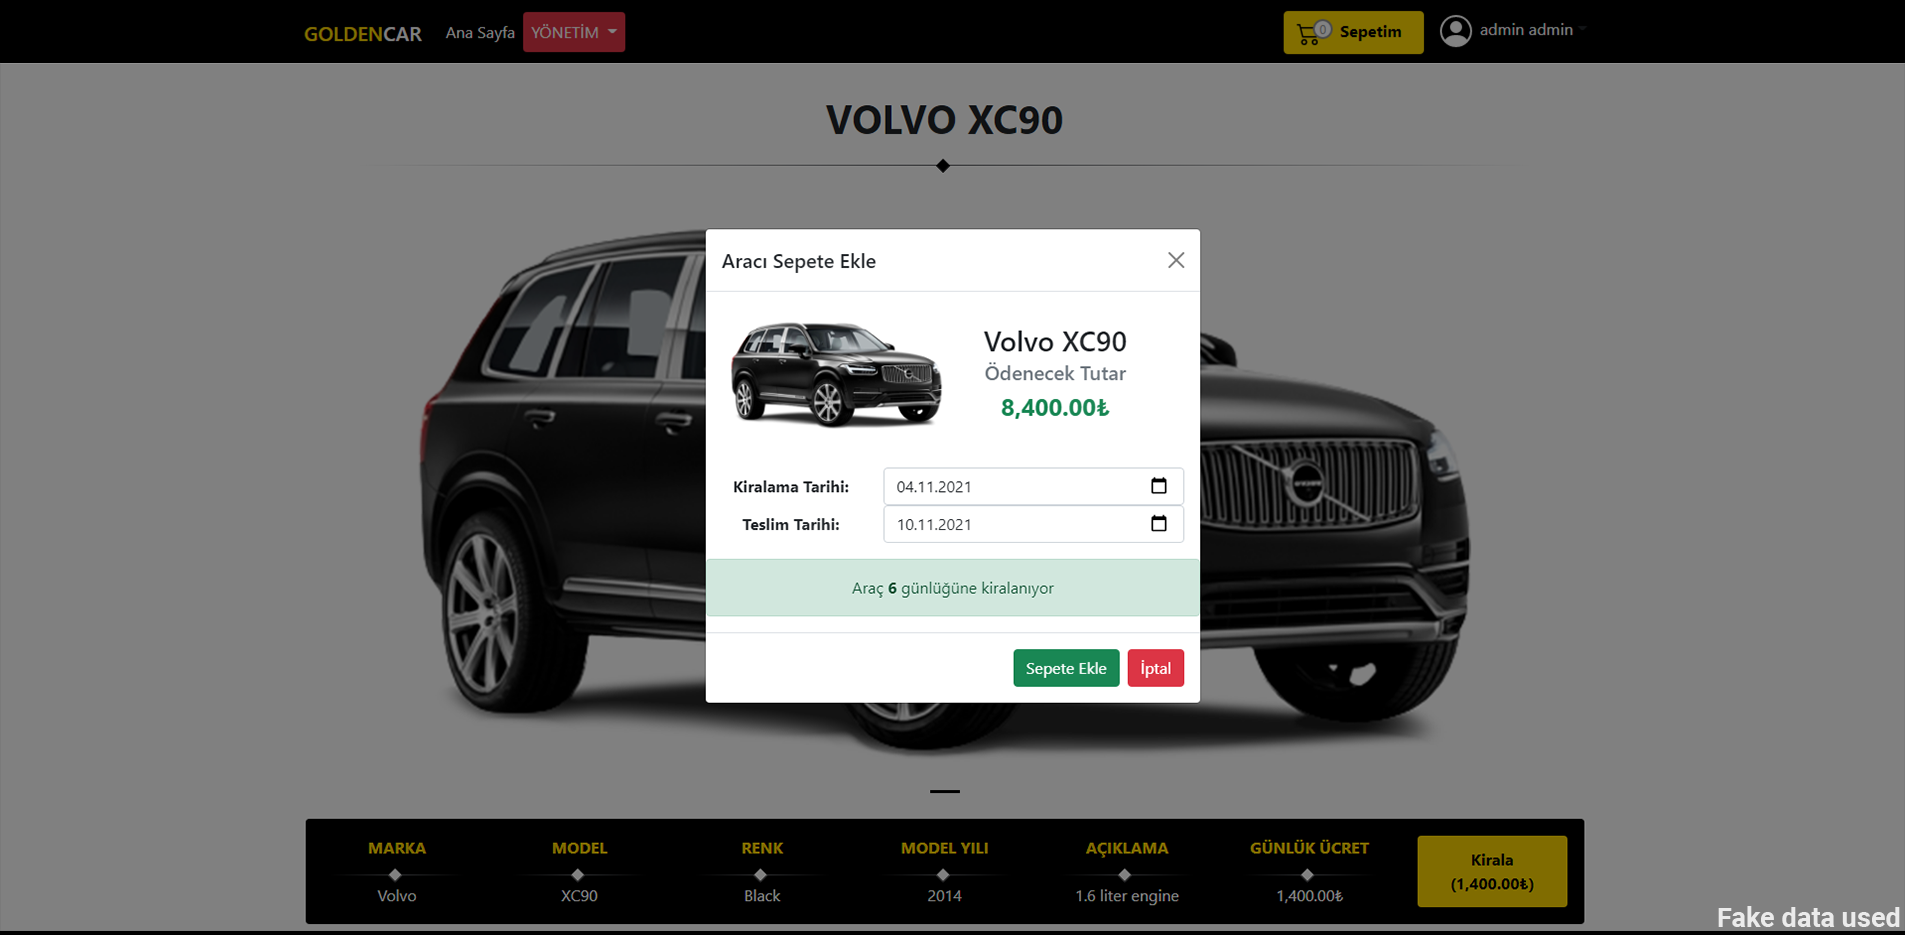 GOLDENCAR Ana Sayfa YÖNETİM 0 Sepetim admin admin
VOLVO XC90
Aracı Sepete Ekle
Volvo XC90
Ödenecek Tutar
8,400.00₺
Kiralama Tarihi: 04.11.2021
Teslim Tarihi: 10.11.2021
Araç 6 günlüğüne kiralanıyor
Sepete Ekle İptal
MARKA MODEL RENK MODEL YILI AÇIKLAMA GÜNLÜK ÜCRET
Volvo XC90 Black 2014 1.6 liter engine 1,400.00₺
Kirala
(1,400.00₺)
Fake data used